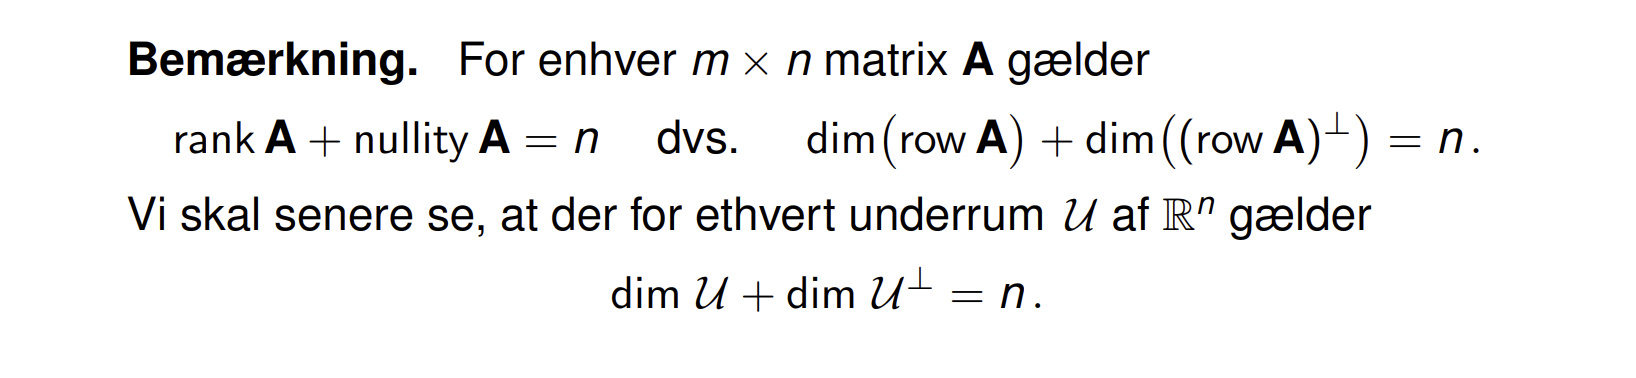 Bemærkning. For enhver m × n matrix A gælder
rank A + nullity A = n dvs. dim(row A) + dim((row A)⊥) = n.
Vi skal senere se, at der for ethvert underrum 𝒰 af ℝⁿ gælder
dim 𝒰 + dim 𝒰⊥ = n.